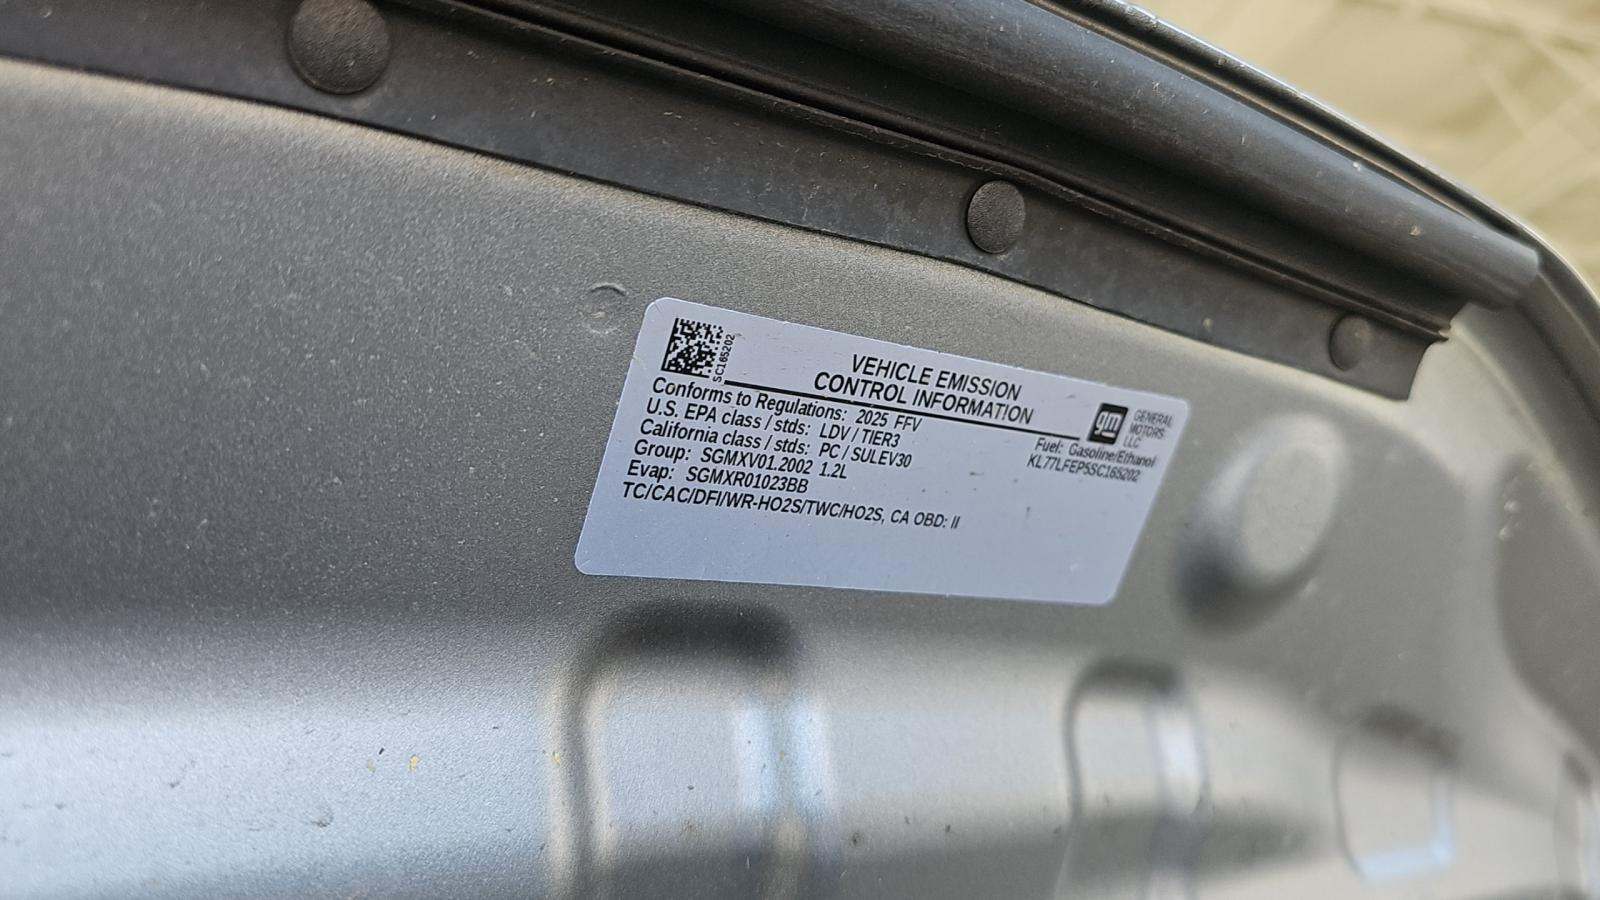 SC165202
VEHICLE EMISSION
CONTROL INFORMATION
gm
GENERAL
MOTORS
LLC
Conforms to Regulations: 2025 FFV
U.S. EPA class / stds: LDV / TIER3
California class / stds: PC / SULEV30
Group: SGMXV01.2002 1.2L
Evap: SGMXR01023BB
TC/CAC/DFI/WR-HO2S/TWC/HO2S, CA OBD: II
Fuel: Gasoline/Ethanol
KL77LFEP5SC165202